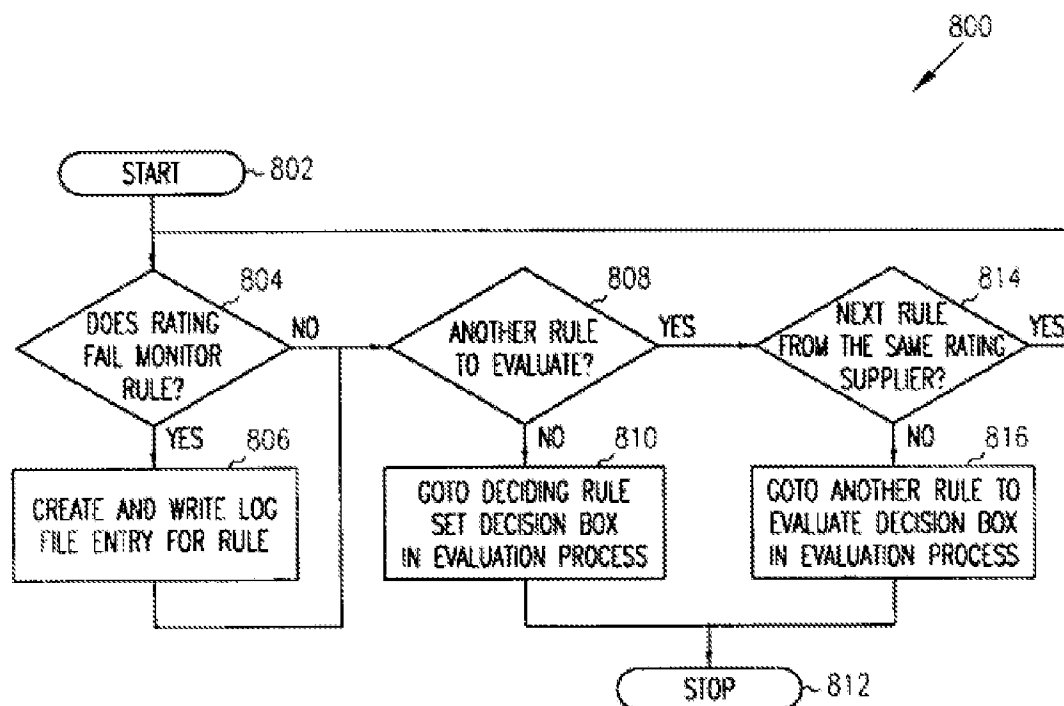 800
START
802
804
DOES RATING
FAIL MONITOR
RULE?
NO
YES
806
CREATE AND WRITE LOG
FILE ENTRY FOR RULE
808
ANOTHER RULE
TO EVALUATE?
YES
NO
810
GOTO DECIDING RULE
SET DECISION BOX
IN EVALUATION PROCESS
814
NEXT RULE
FROM THE SAME RATING
SUPPLIER?
YES
NO
816
GOTO ANOTHER RULE TO
EVALUATE DECISION BOX
IN EVALUATION PROCESS
STOP
812